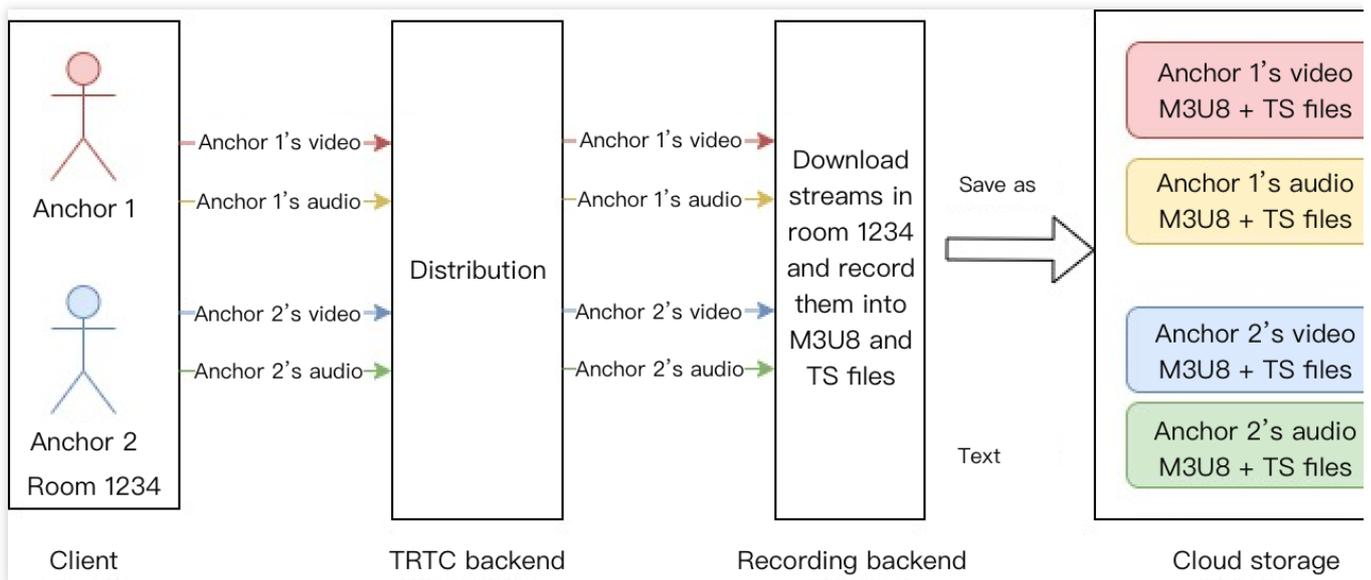 Anchor 1
Anchor 2
Room 1234
Client
Anchor 1's video
Anchor 1's audio
Anchor 2's video
Anchor 2's audio
Distribution
TRTC backend
Anchor 1's video
Anchor 1's audio
Anchor 2's video
Anchor 2's audio
Download
streams in
room 1234
and record
them into
M3U8 and
TS files
Recording backend
Save as
Text
Anchor 1's video
M3U8 + TS files
Anchor 1's audio
M3U8 + TS files
Anchor 2's video
M3U8 + TS files
Anchor 2's audio
M3U8 + TS files
Cloud storage